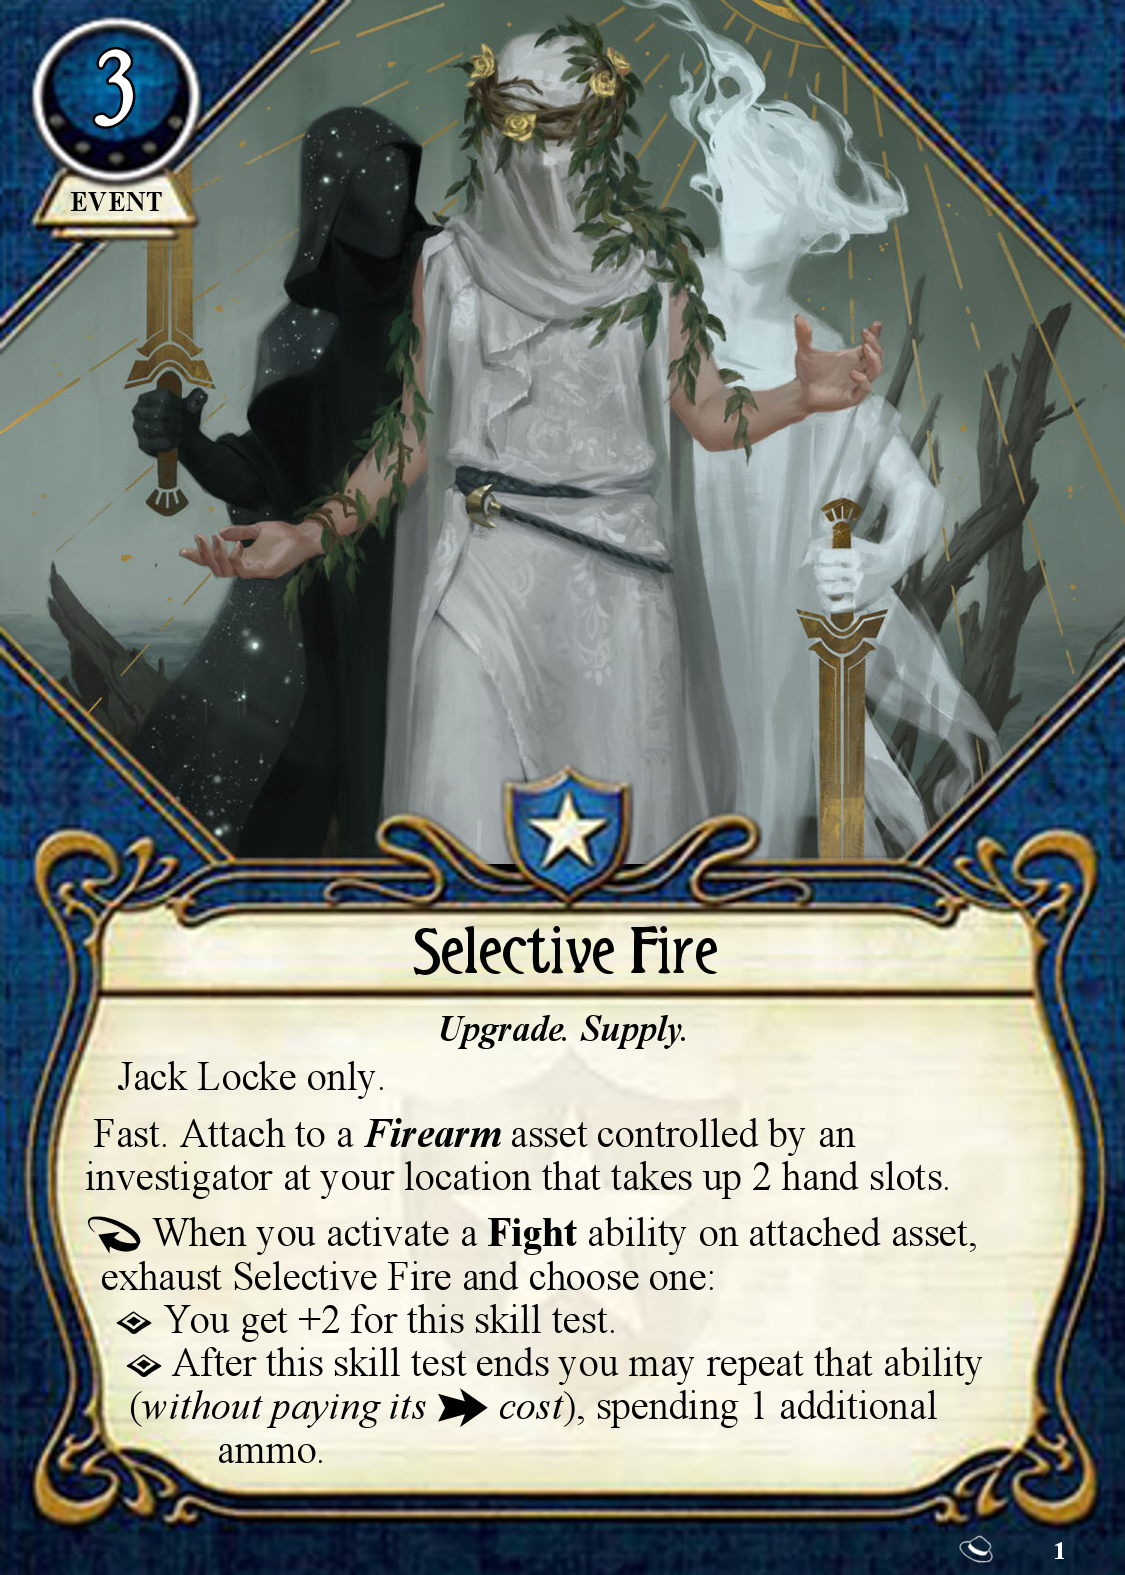 3
EVENT
Selective Fire
Upgrade. Supply.
Jack Locke only.
Fast. Attach to a Firearm asset controlled by an
investigator at your location that takes up 2 hand slots.
When you activate a Fight ability on attached asset,
exhaust Selective Fire and choose one:
You get +2 for this skill test.
After this skill test ends you may repeat that ability
(without paying its cost), spending 1 additional
ammo.
1